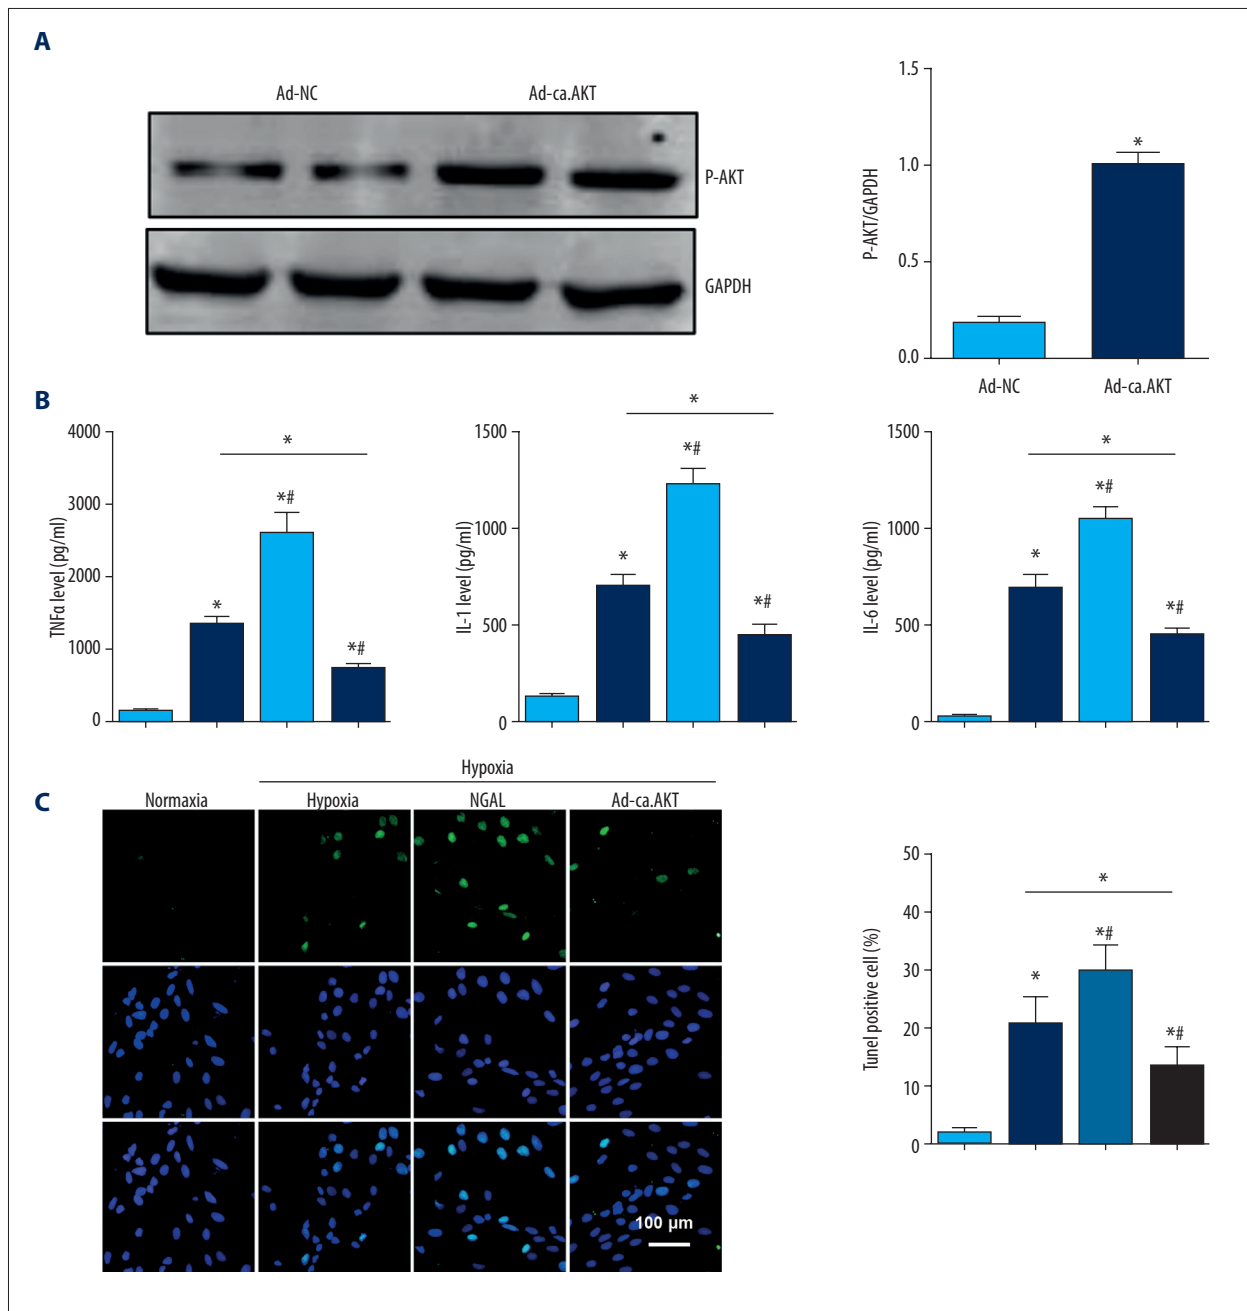 A
Ad-NC Ad-ca.AKT
P-AKT
GAPDH
P-AKT/GAPDH
1.5
1.0
0.5
0.0
*
Ad-NC Ad-ca.AKT
B
TNFα level (pg/ml)
4000
3000
2000
1000
0
*
*
*#
*#
IL-1 level (pg/ml)
1500
1000
500
0
*
*
*#
*#
IL-6 level (pg/ml)
1500
1000
500
0
*
*
*#
*#
C
Hypoxia
Normaxia Hypoxia NGAL Ad-ca.AKT
100 µm
Tunel positive cell (%)
50
40
30
20
10
0
*
*
*#
*#